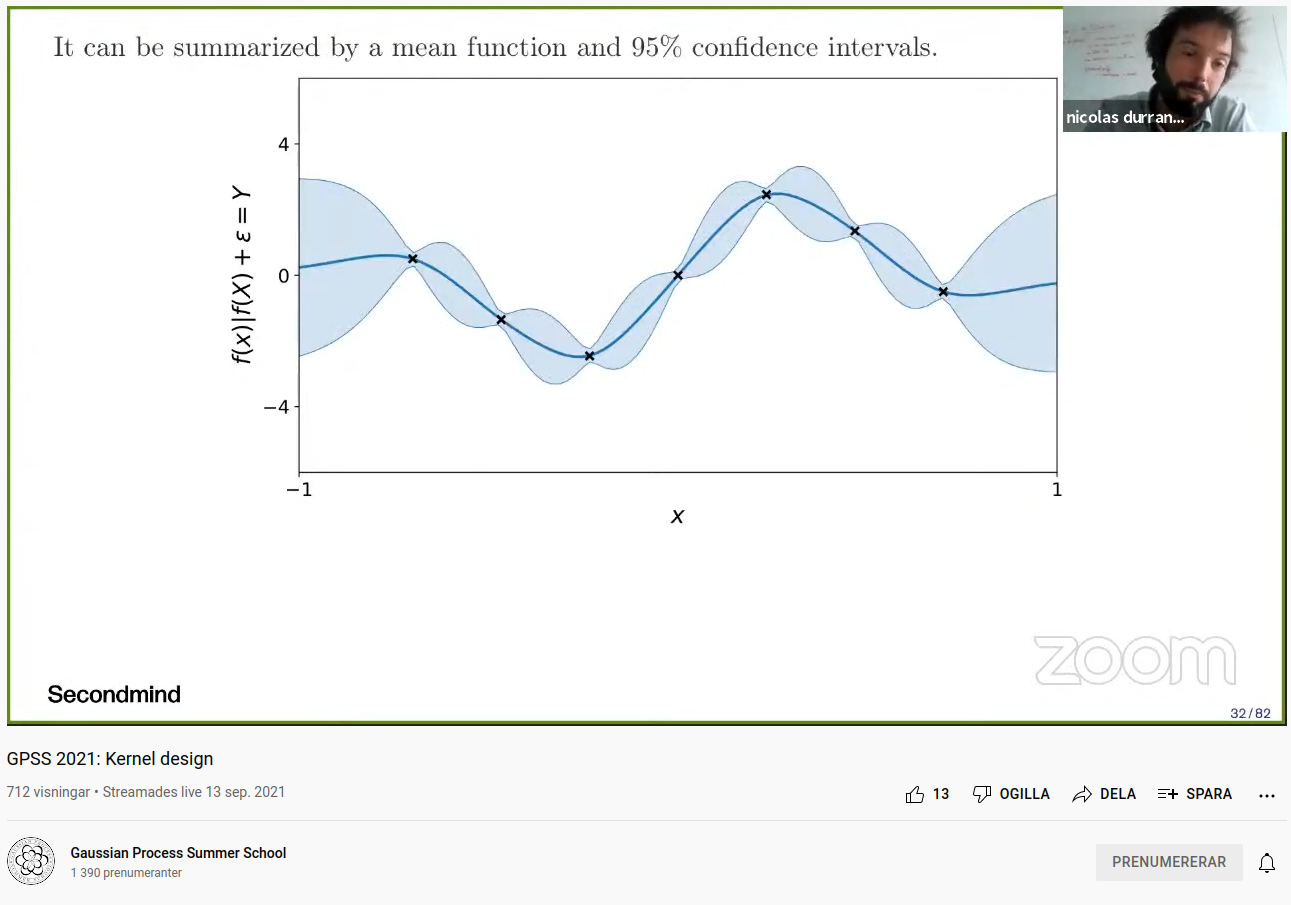 It can be summarized by a mean function and 95% confidence intervals.
nicolas durran...
4
0
−4
f(x)|f(X) + ε = Y
−1
1
x
zoom
Secondmind
32/82
GPSS 2021: Kernel design
712 visningar • Streamades live 13 sep. 2021
13 OGILLA DELA SPARA ...
Gaussian Process Summer School
1 390 prenumeranter
PRENUMERERAR